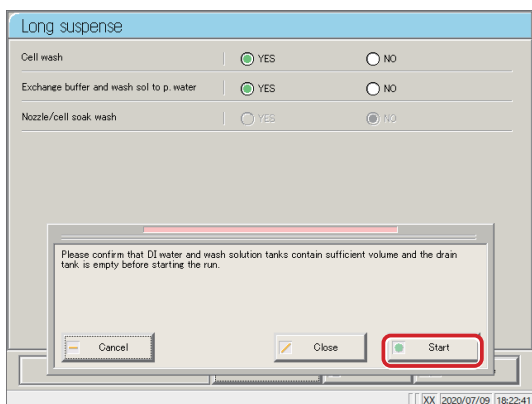 Long suspense
Cell wash YES NO
Exchange buffer and wash sol to p. water YES NO
Nozzle/cell soak wash YES NO
Please confirm that DI water and wash solution tanks contain sufficient volume and the drain
tank is empty before starting the run.
Cancel Close Start
XX 2020/07/09 18:22:41